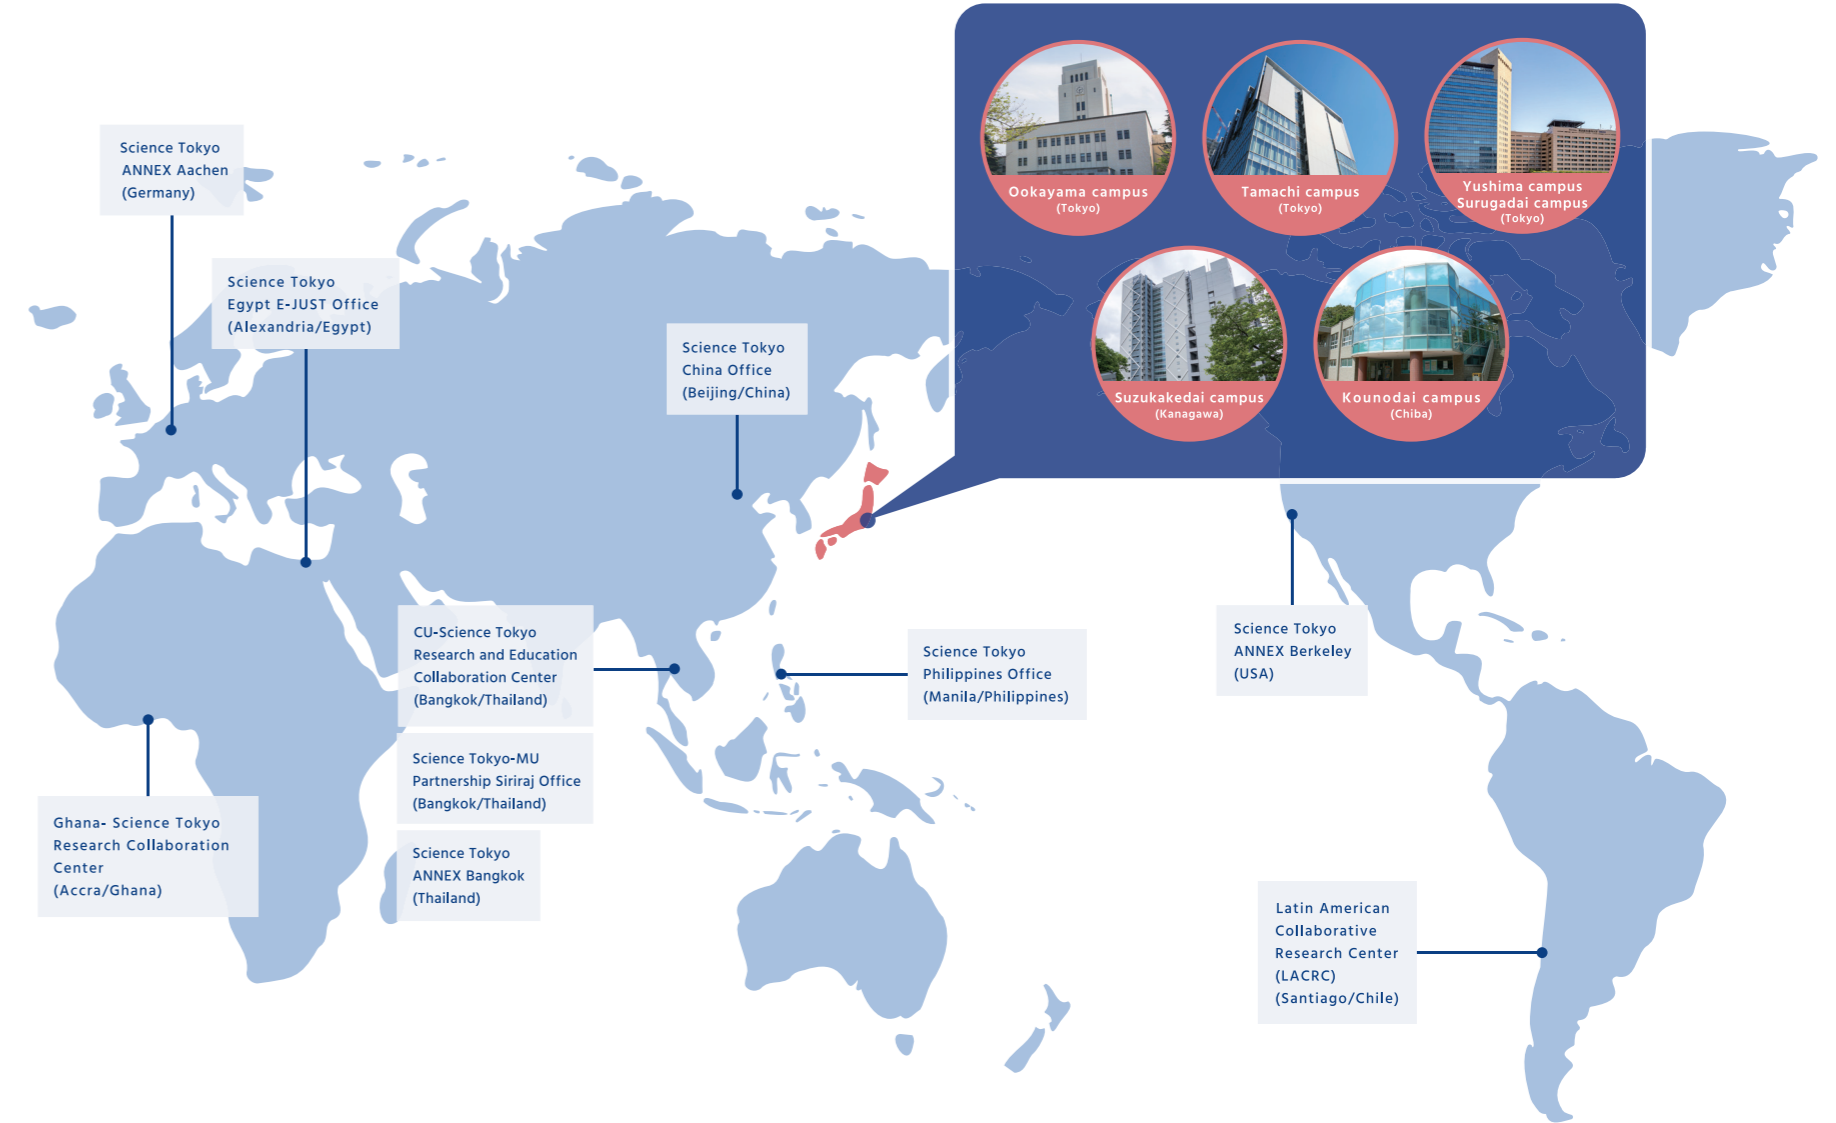 Science Tokyo
ANNEX Aachen
(Germany)
Science Tokyo
Egypt E-JUST Office
(Alexandria/Egypt)
Science Tokyo
China Office
(Beijing/China)
Ookayama campus
(Tokyo)
Tamachi campus
(Tokyo)
Yushima campus
Surugadai campus
(Tokyo)
Suzukakedai campus
(Kanagawa)
Kounodai campus
(Chiba)
CU-Science Tokyo
Research and Education
Collaboration Center
(Bangkok/Thailand)
Science Tokyo-MU
Partnership Siriraj Office
(Bangkok/Thailand)
Science Tokyo
ANNEX Bangkok
(Thailand)
Science Tokyo
Philippines Office
(Manila/Philippines)
Science Tokyo
ANNEX Berkeley
(USA)
Ghana- Science Tokyo
Research Collaboration
Center
(Accra/Ghana)
Latin American
Collaborative
Research Center
(LACRC)
(Santiago/Chile)